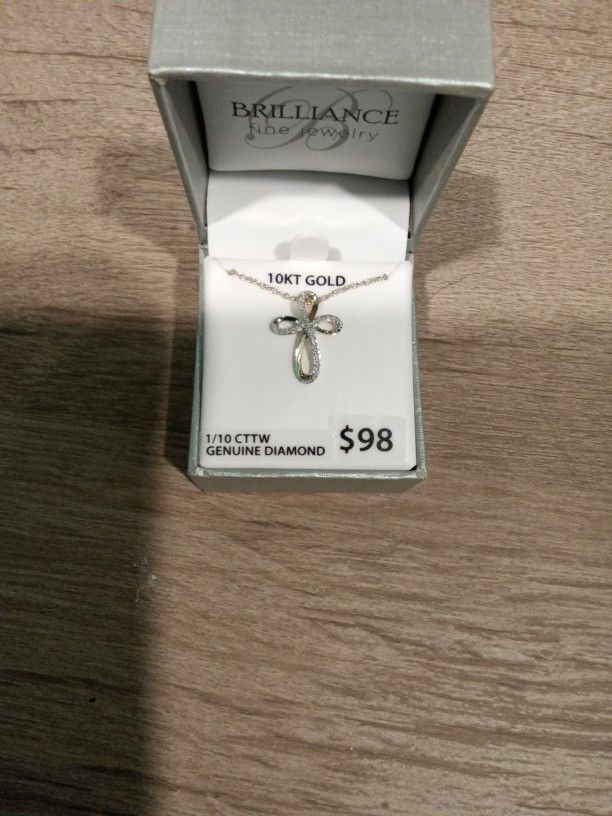 BRILLIANCE
fine jewelry
10KT GOLD
1/10 CTTW
GENUINE DIAMOND
$98